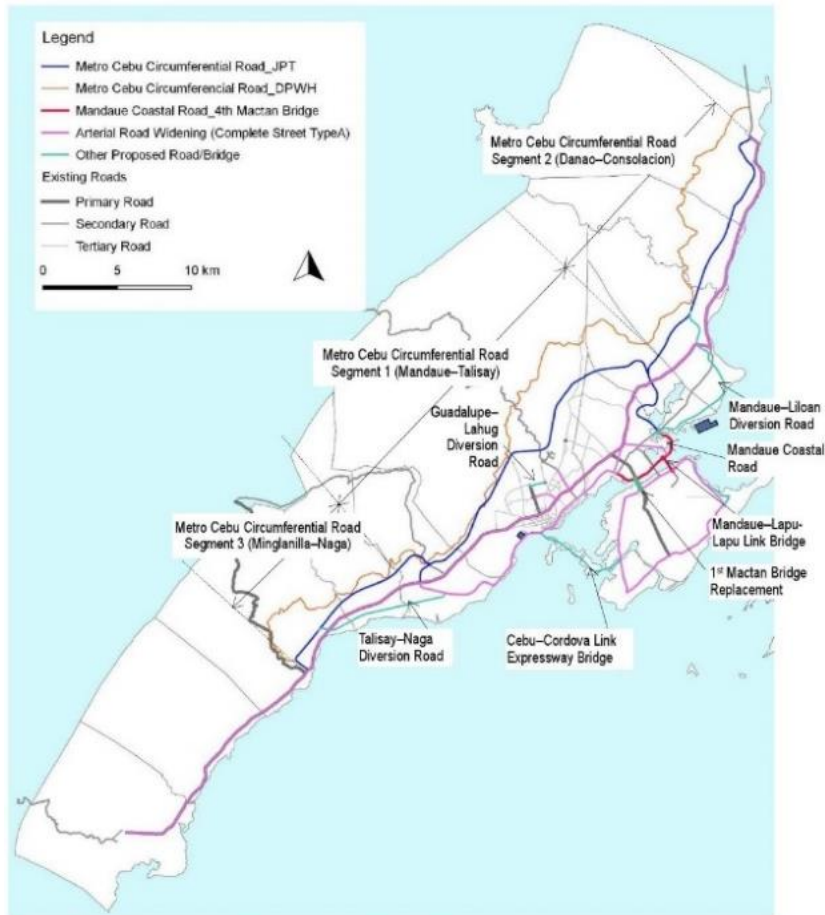 Legend
Metro Cebu Circumferential Road_JPT
Metro Cebu Circumferencial Road_DPWH
Mandaue Coastal Road_4th Mactan Bridge
Arterial Road Widening (Complete Street TypeA)
Other Proposed Road/Bridge
Existing Roads
Primary Road
Secondary Road
Tertiary Road
0 5 10 km
Metro Cebu Circumferential Road
Segment 2 (Danao–Consolacion)
Metro Cebu Circumferential Road
Segment 1 (Mandaue–Talisay)
Guadalupe–
Lahug
Diversion
Road
Mandaue–Liloan
Diversion Road
Mandaue Coastal
Road
Metro Cebu Circumferential Road
Segment 3 (Minglanilla–Naga)
Mandaue–Lapu-
Lapu Link Bridge
1st Mactan Bridge
Replacement
Talisay–Naga
Diversion Road
Cebu–Cordova Link
Expressway Bridge